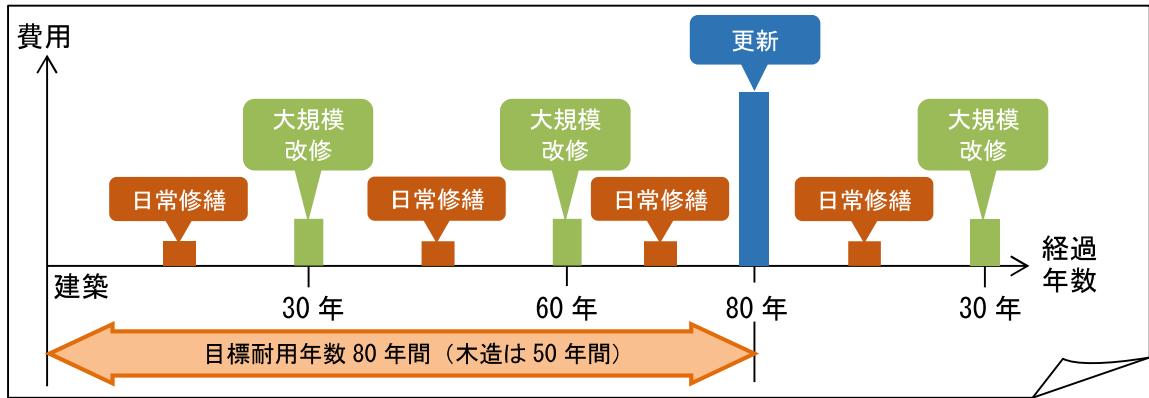 費用
更新
大規模
改修
大規模
改修
大規模
改修
日常修繕
日常修繕
日常修繕
日常修繕
経過
年数
建築
30 年
60 年
80 年
30 年
目標耐用年数 80 年間（木造は 50 年間）